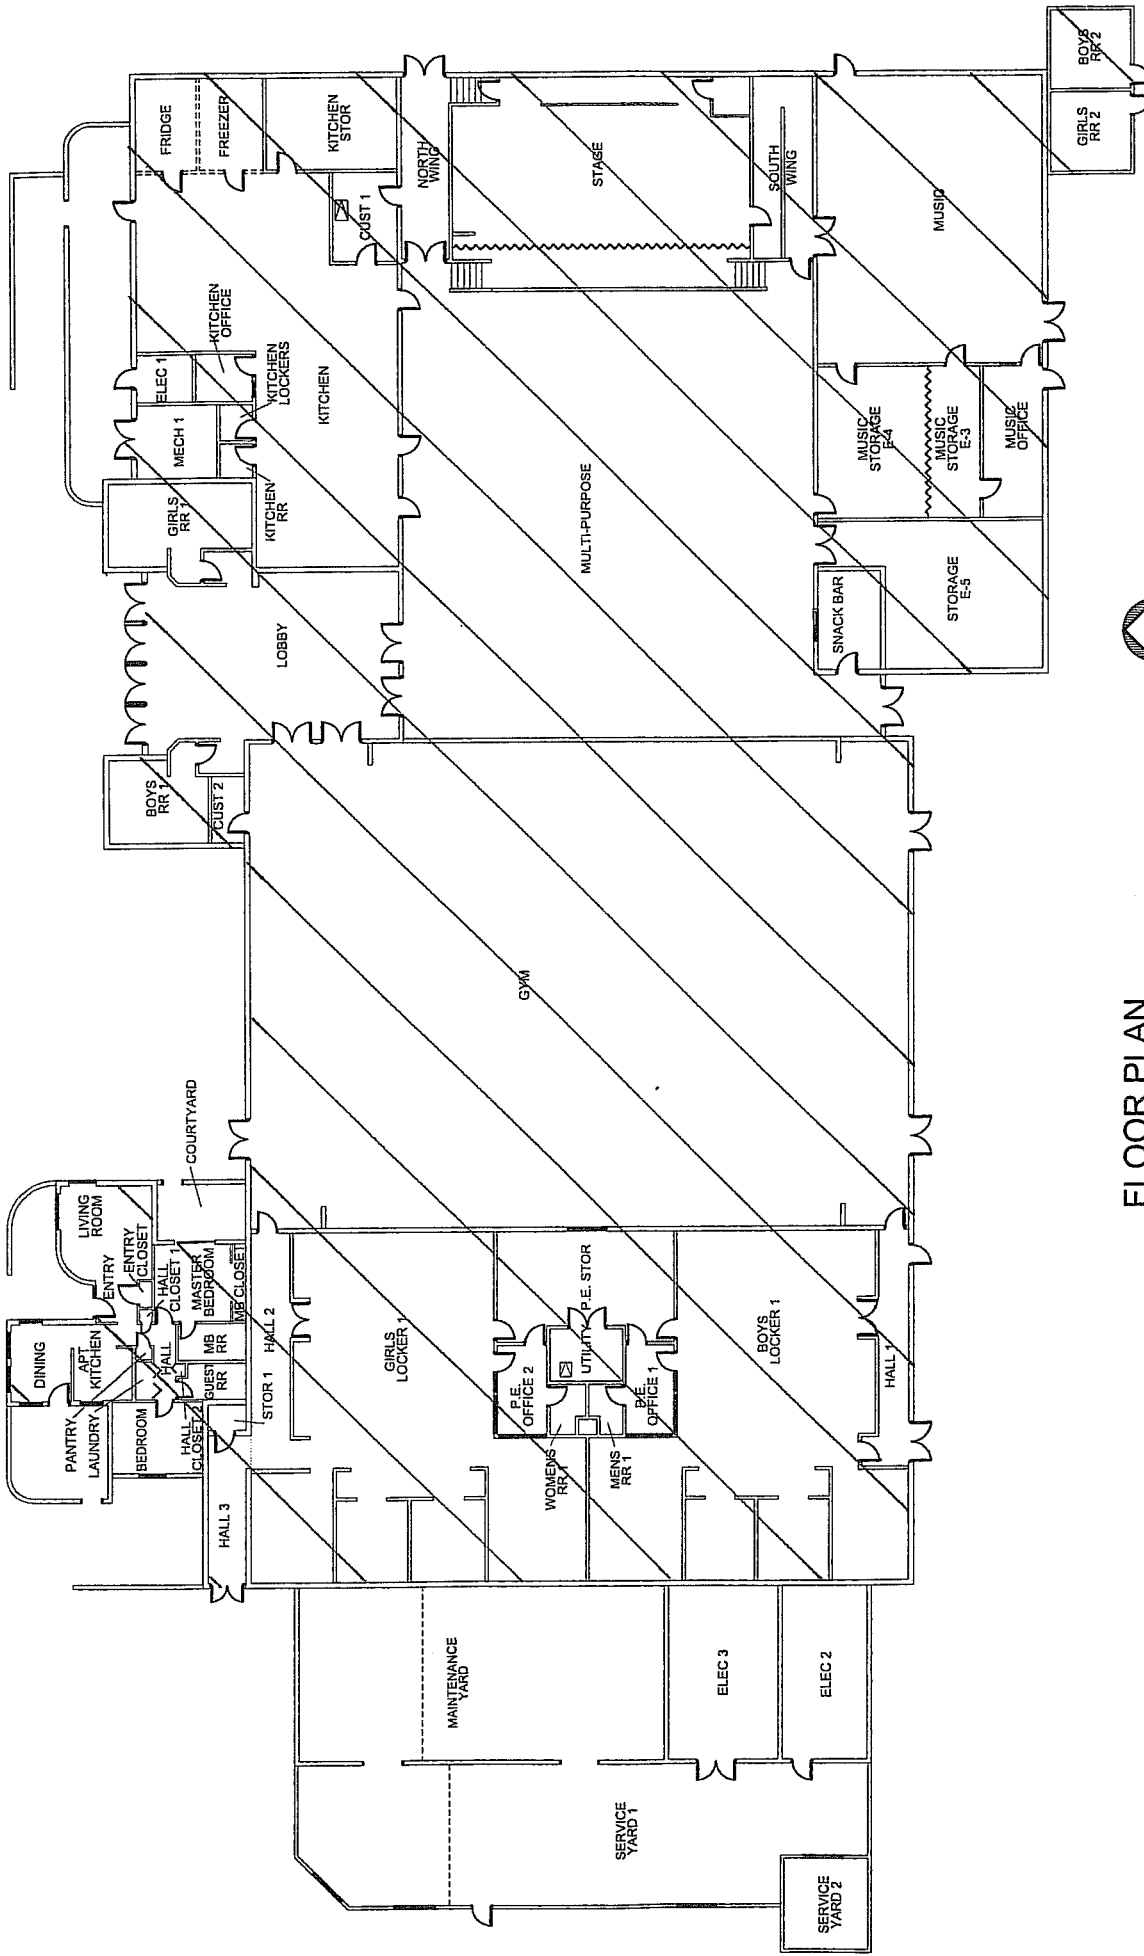 FRIDGE
FREEZER
KITCHEN
STOR
CUST 1
NORTH
WING
STAGE
SOUTH
WING
MUSIC
GIRLS
RR 2
BOYS
RR 2
ELEC 1
KITCHEN
OFFICE
KITCHEN
LOCKERS
MECH 1
KITCHEN
GIRLS
RR 1
KITCHEN
RR
MULTI-PURPOSE
MUSIC
STORAGE
E-4
MUSIC
STORAGE
E-3
MUSIC
OFFICE
LOBBY
SNACK BAR
STORAGE
E-5
BOYS
RR 1
CUST 2
GYM
COURTYARD
LIVING
ROOM
ENTRY
ENTRY
CLOSET
HALL
CLOSET 1
MASTER
BEDROOM
MB CLOSET
DINING
APT
KITCHEN
HALL
MB
RR
GUEST
RR
HALL 2
STOR 1
PANTRY
LAUNDRY
BEDROOM
HALL
CLOSET 2
HALL 3
GIRLS
LOCKER 1
P.E. STOR
UTILITY
P.E.
OFFICE 2
P.E.
OFFICE 1
WOMENS
RR 1
MENS
RR 1
BOYS
LOCKER 1
HALL 1
MAINTENANCE
YARD
ELEC 3
ELEC 2
SERVICE
YARD 1
SERVICE
YARD 2
FLOOR PLAN